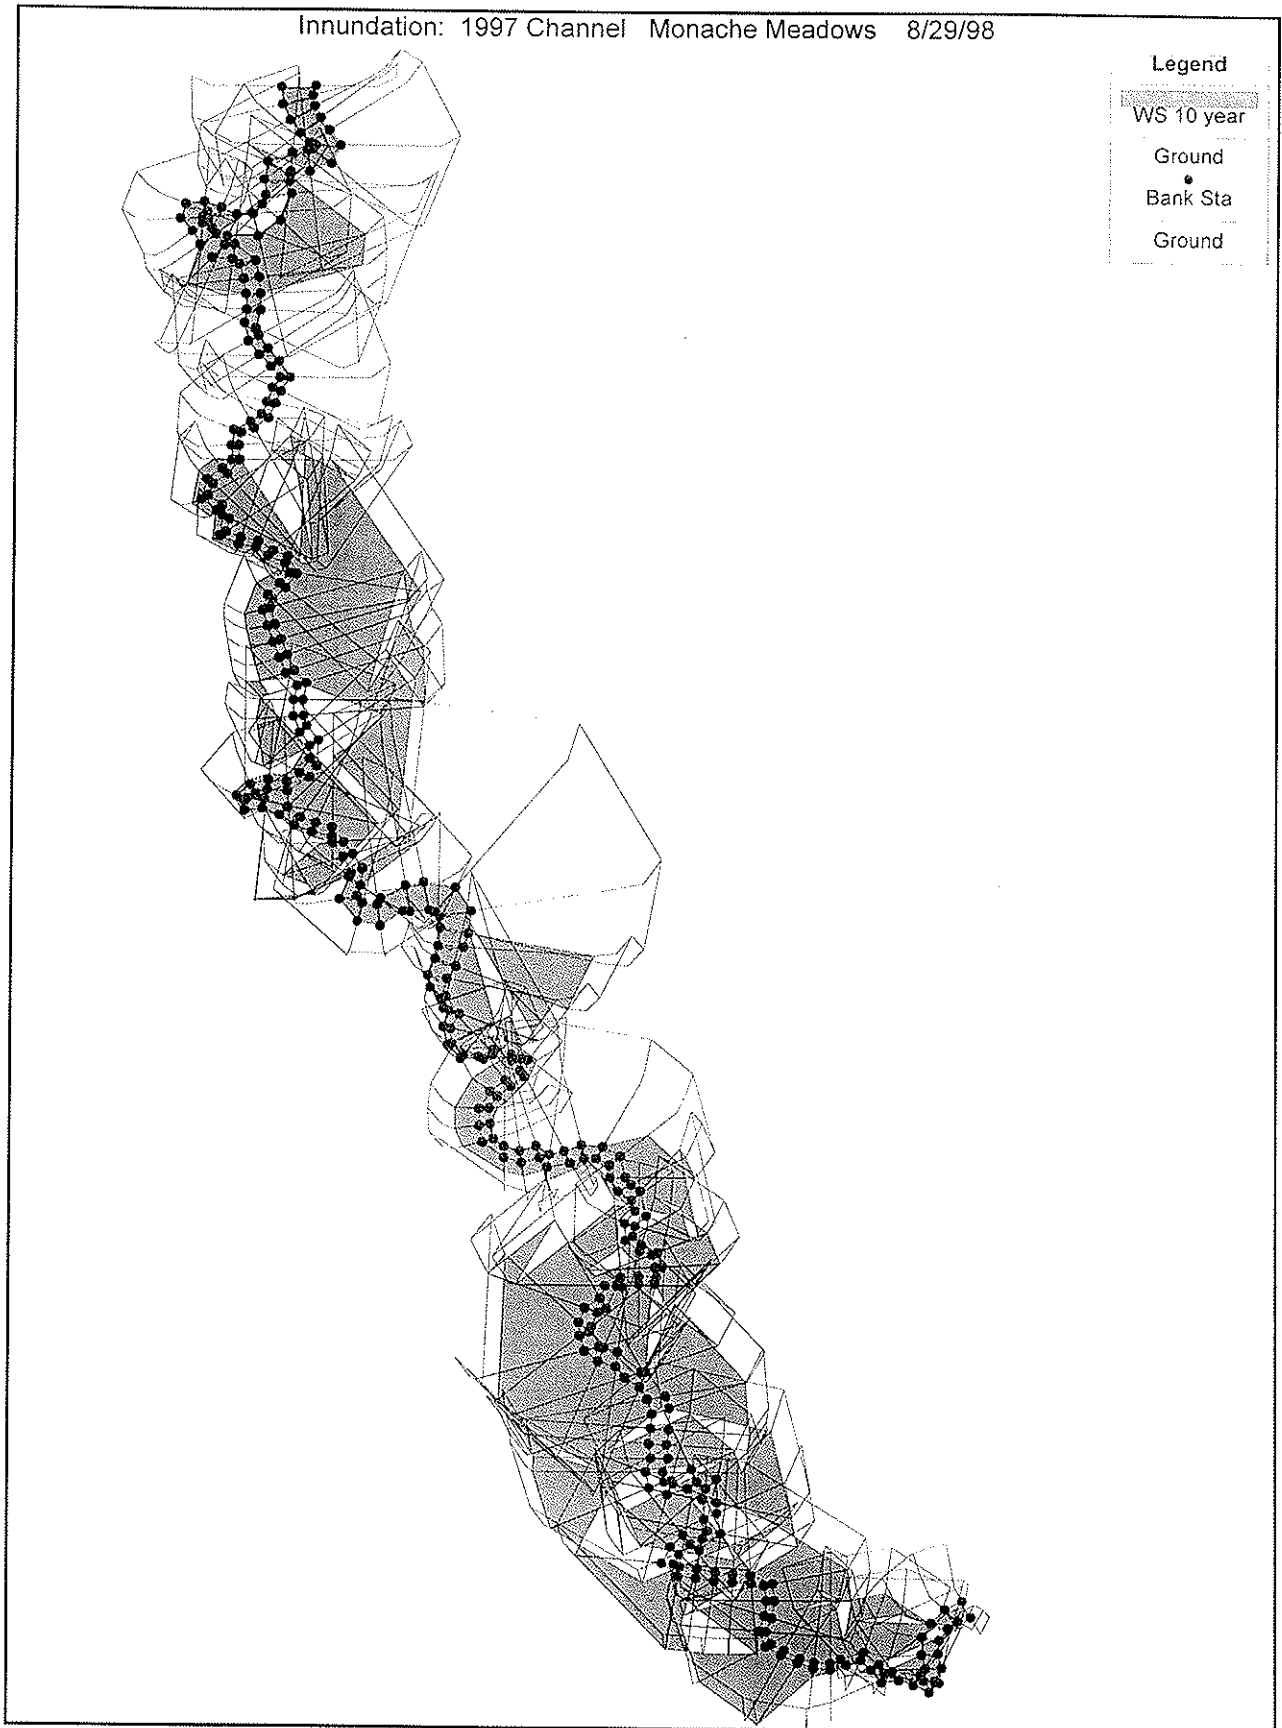 Innundation: 1997 Channel Monache Meadows 8/29/98
Legend
WS 10 year
Ground
Bank Sta
Ground